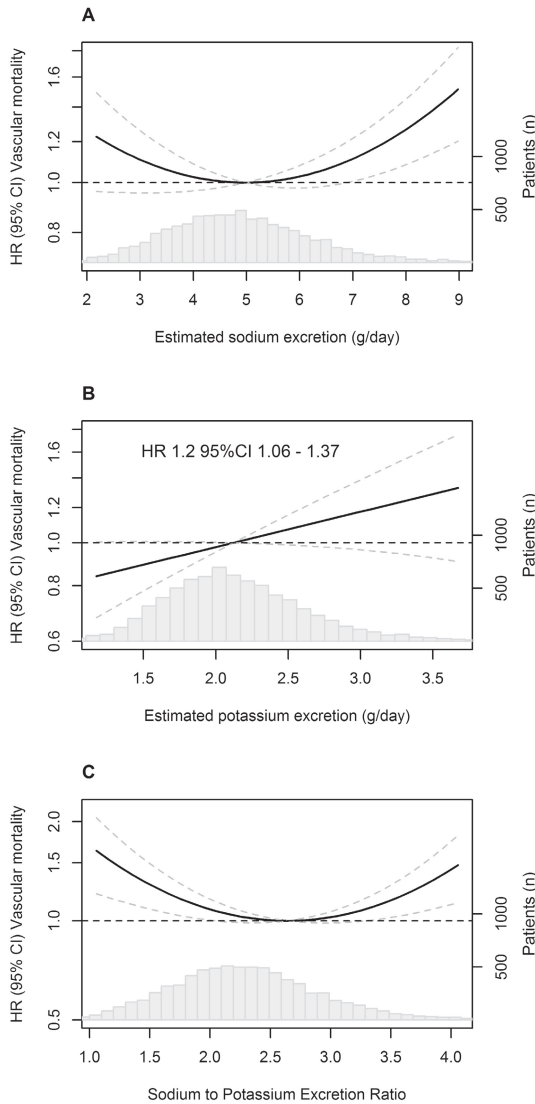 A
HR (95% CI) Vascular mortality
0.8 1.0 1.2 1.6
500 1000
Patients (n)
2 3 4 5 6 7 8 9
Estimated sodium excretion (g/day)
B
HR (95% CI) Vascular mortality
0.6 0.8 1.0 1.2 1.6
HR 1.2 95%CI 1.06 - 1.37
500 1000
Patients (n)
1.5 2.0 2.5 3.0 3.5
Estimated potassium excretion (g/day)
C
HR (95% CI) Vascular mortality
0.5 1.0 1.5 2.0
500 1000
Patients (n)
1.0 1.5 2.0 2.5 3.0 3.5 4.0
Sodium to Potassium Excretion Ratio